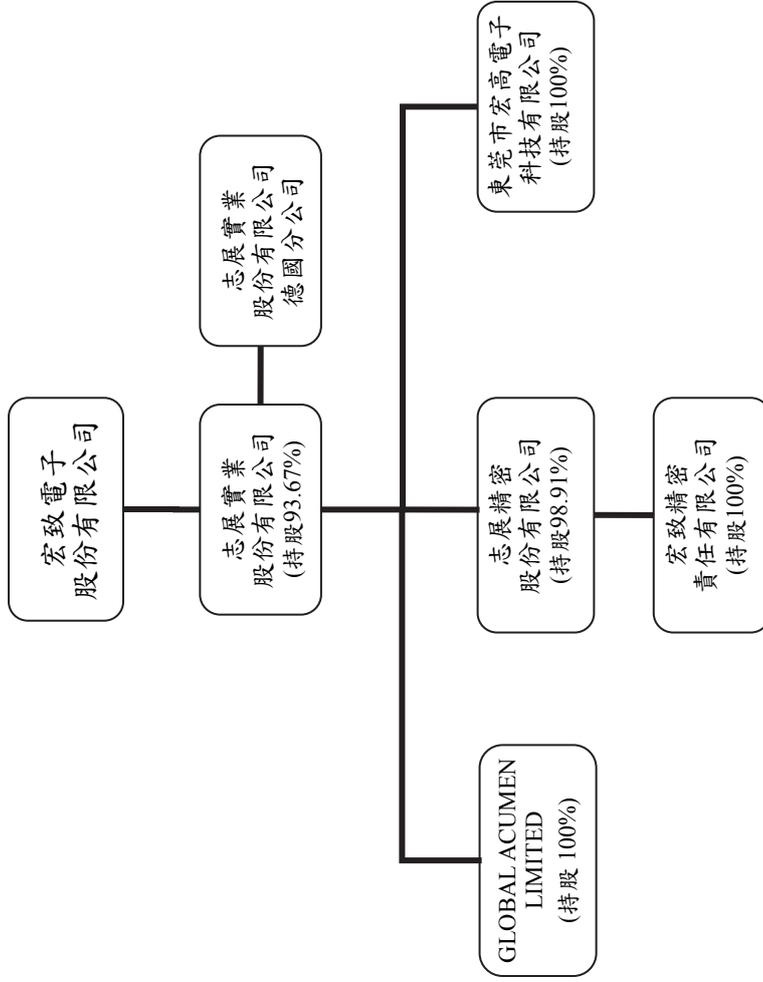 宏致電子
股份有限公司
志展實業
股份有限公司
(持股93.67%)
志展實業
股份有限公司
德國分公司
GLOBAL ACUMEN
LIMITED
(持股 100%)
志展精密
股份有限公司
(持股98.91%)
東莞市宏高電子
科技有限公司
(持股100%)
宏致精密
責任有限公司
(持股100%)